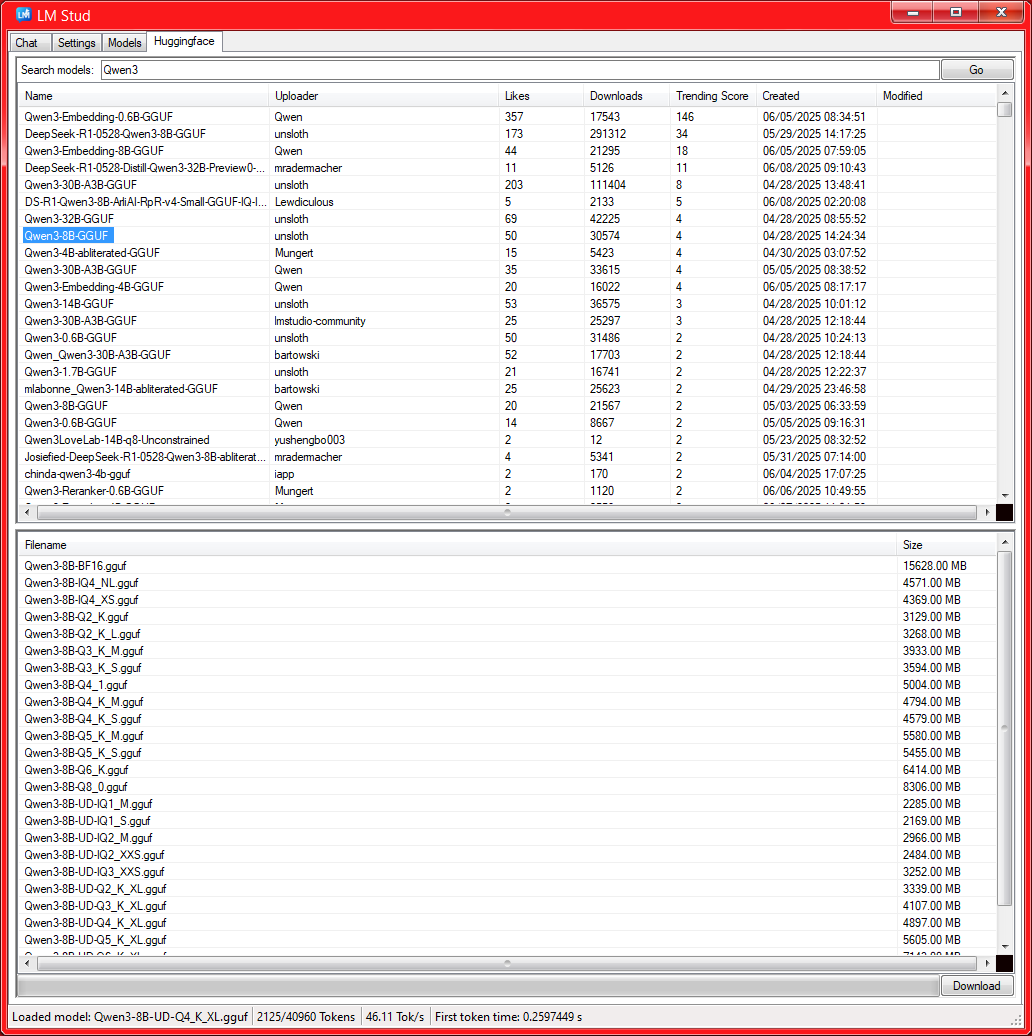 LM Stud
Chat Settings Models Huggingface
Search models: Qwen3 Go
Name Uploader Likes Downloads Trending Score Created Modified
Qwen3-Embedding-0.6B-GGUF Qwen 357 17543 146 06/05/2025 08:34:51
DeepSeek-R1-0528-Qwen3-8B-GGUF unsloth 173 291312 34 05/29/2025 14:17:25
Qwen3-Embedding-8B-GGUF Qwen 44 21295 18 06/05/2025 07:59:05
DeepSeek-R1-0528-Distill-Qwen3-32B-Preview0-... mradermacher 11 5126 11 06/08/2025 09:10:43
Qwen3-30B-A3B-GGUF unsloth 203 111404 8 04/28/2025 13:48:41
DS-R1-Qwen3-8B-ArliAI-RpR-v4-Small-GGUF-IQ-I... Lewdiculous 5 2133 5 06/08/2025 02:20:08
Qwen3-32B-GGUF unsloth 69 42225 4 04/28/2025 08:55:52
Qwen3-8B-GGUF unsloth 50 30574 4 04/28/2025 14:24:34
Qwen3-4B-abliterated-GGUF Mungert 15 5423 4 04/30/2025 03:07:52
Qwen3-30B-A3B-GGUF Qwen 35 33615 4 05/05/2025 08:38:52
Qwen3-Embedding-4B-GGUF Qwen 20 16022 4 06/05/2025 08:17:17
Qwen3-14B-GGUF unsloth 53 36575 3 04/28/2025 10:01:12
Qwen3-30B-A3B-GGUF lmstudio-community 25 25297 3 04/28/2025 12:18:44
Qwen3-0.6B-GGUF unsloth 50 31486 2 04/28/2025 10:24:13
Qwen_Qwen3-30B-A3B-GGUF bartowski 52 17703 2 04/28/2025 12:18:44
Qwen3-1.7B-GGUF unsloth 21 16741 2 04/28/2025 12:22:37
mlabonne_Qwen3-14B-abliterated-GGUF bartowski 25 25623 2 04/29/2025 23:46:58
Qwen3-8B-GGUF Qwen 20 21567 2 05/03/2025 06:33:59
Qwen3-0.6B-GGUF Qwen 14 8667 2 05/05/2025 09:16:31
Qwen3LoveLab-14B-q8-Unconstrained yushengbo003 2 12 2 05/23/2025 08:32:52
Josiefied-DeepSeek-R1-0528-Qwen3-8B-abliterat... mradermacher 4 5341 2 05/31/2025 07:14:00
chinda-qwen3-4b-gguf iapp 2 170 2 06/04/2025 17:07:25
Qwen3-Reranker-0.6B-GGUF Mungert 2 1120 2 06/06/2025 10:49:55
Filename Size
Qwen3-8B-BF16.gguf 15628.00 MB
Qwen3-8B-IQ4_NL.gguf 4571.00 MB
Qwen3-8B-IQ4_XS.gguf 4369.00 MB
Qwen3-8B-Q2_K.gguf 3129.00 MB
Qwen3-8B-Q2_K_L.gguf 3268.00 MB
Qwen3-8B-Q3_K_M.gguf 3933.00 MB
Qwen3-8B-Q3_K_S.gguf 3594.00 MB
Qwen3-8B-Q4_1.gguf 5004.00 MB
Qwen3-8B-Q4_K_M.gguf 4794.00 MB
Qwen3-8B-Q4_K_S.gguf 4579.00 MB
Qwen3-8B-Q5_K_M.gguf 5580.00 MB
Qwen3-8B-Q5_K_S.gguf 5455.00 MB
Qwen3-8B-Q6_K.gguf 6414.00 MB
Qwen3-8B-Q8_0.gguf 8306.00 MB
Qwen3-8B-UD-IQ1_M.gguf 2285.00 MB
Qwen3-8B-UD-IQ1_S.gguf 2169.00 MB
Qwen3-8B-UD-IQ2_M.gguf 2966.00 MB
Qwen3-8B-UD-IQ2_XXS.gguf 2484.00 MB
Qwen3-8B-UD-IQ3_XXS.gguf 3252.00 MB
Qwen3-8B-UD-Q2_K_XL.gguf 3339.00 MB
Qwen3-8B-UD-Q3_K_XL.gguf 4107.00 MB
Qwen3-8B-UD-Q4_K_XL.gguf 4897.00 MB
Qwen3-8B-UD-Q5_K_XL.gguf 5605.00 MB
Download
Loaded model: Qwen3-8B-UD-Q4_K_XL.gguf 2125/40960 Tokens 46.11 Tok/s First token time: 0.2597449 s